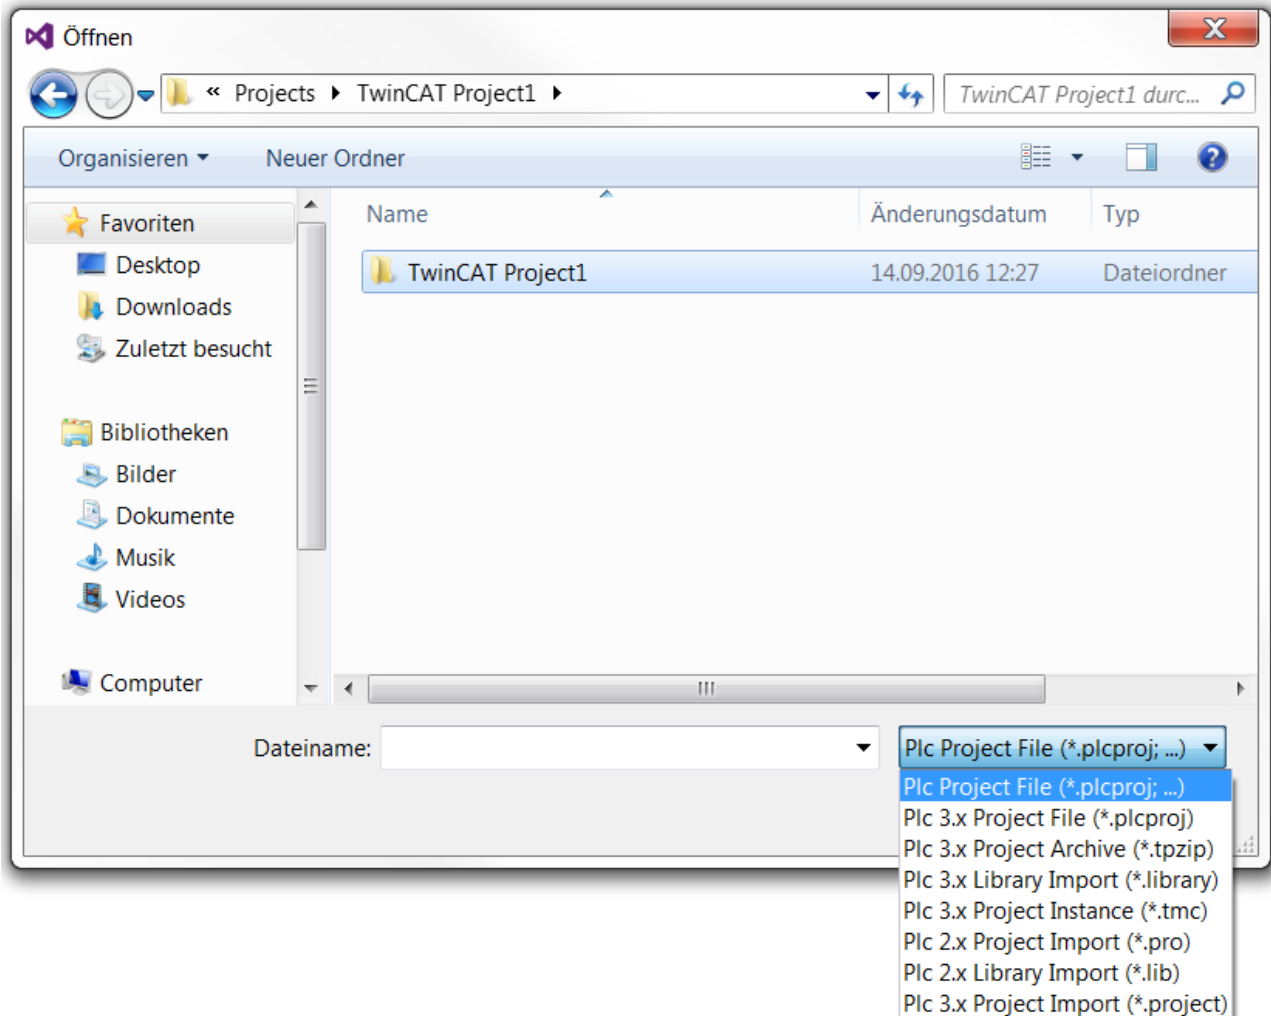 Öffnen
« Projects TwinCAT Project1
TwinCAT Project1 durc...
Organisieren Neuer Ordner
Favoriten
Desktop
Downloads
Zuletzt besucht
Bibliotheken
Bilder
Dokumente
Musik
Videos
Computer
Name Änderungsdatum Typ
TwinCAT Project1 14.09.2016 12:27 Dateiordner
Dateiname:
Plc Project File (*.plcproj; ...)
Plc Project File (*.plcproj; ...)
Plc 3.x Project File (*.plcproj)
Plc 3.x Project Archive (*.tpzip)
Plc 3.x Library Import (*.library)
Plc 3.x Project Instance (*.tmc)
Plc 2.x Project Import (*.pro)
Plc 2.x Library Import (*.lib)
Plc 3.x Project Import (*.project)